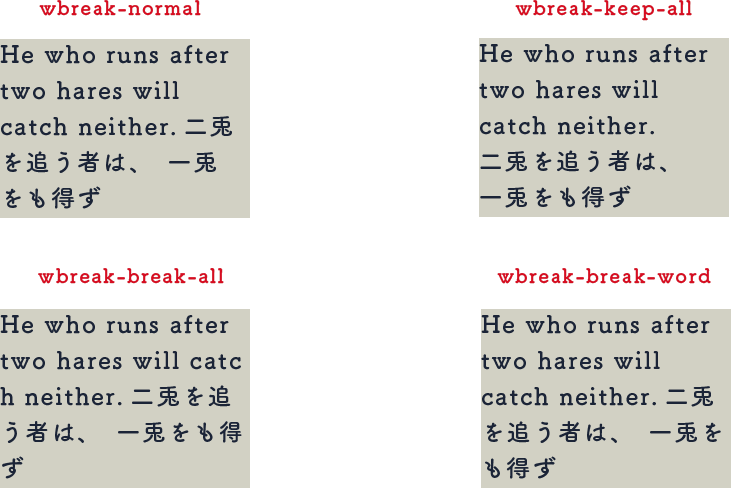 wbreak-normal
He who runs after
two hares will
catch neither. 二兎
を追う者は、 一兎
をも得ず
wbreak-keep-all
He who runs after
two hares will
catch neither.
二兎を追う者は、
一兎をも得ず
wbreak-break-all
He who runs after
two hares will catc
h neither. 二兎を追
う者は、 一兎をも得
ず
wbreak-break-word
He who runs after
two hares will
catch neither. 二兎
を追う者は、 一兎を
も得ず